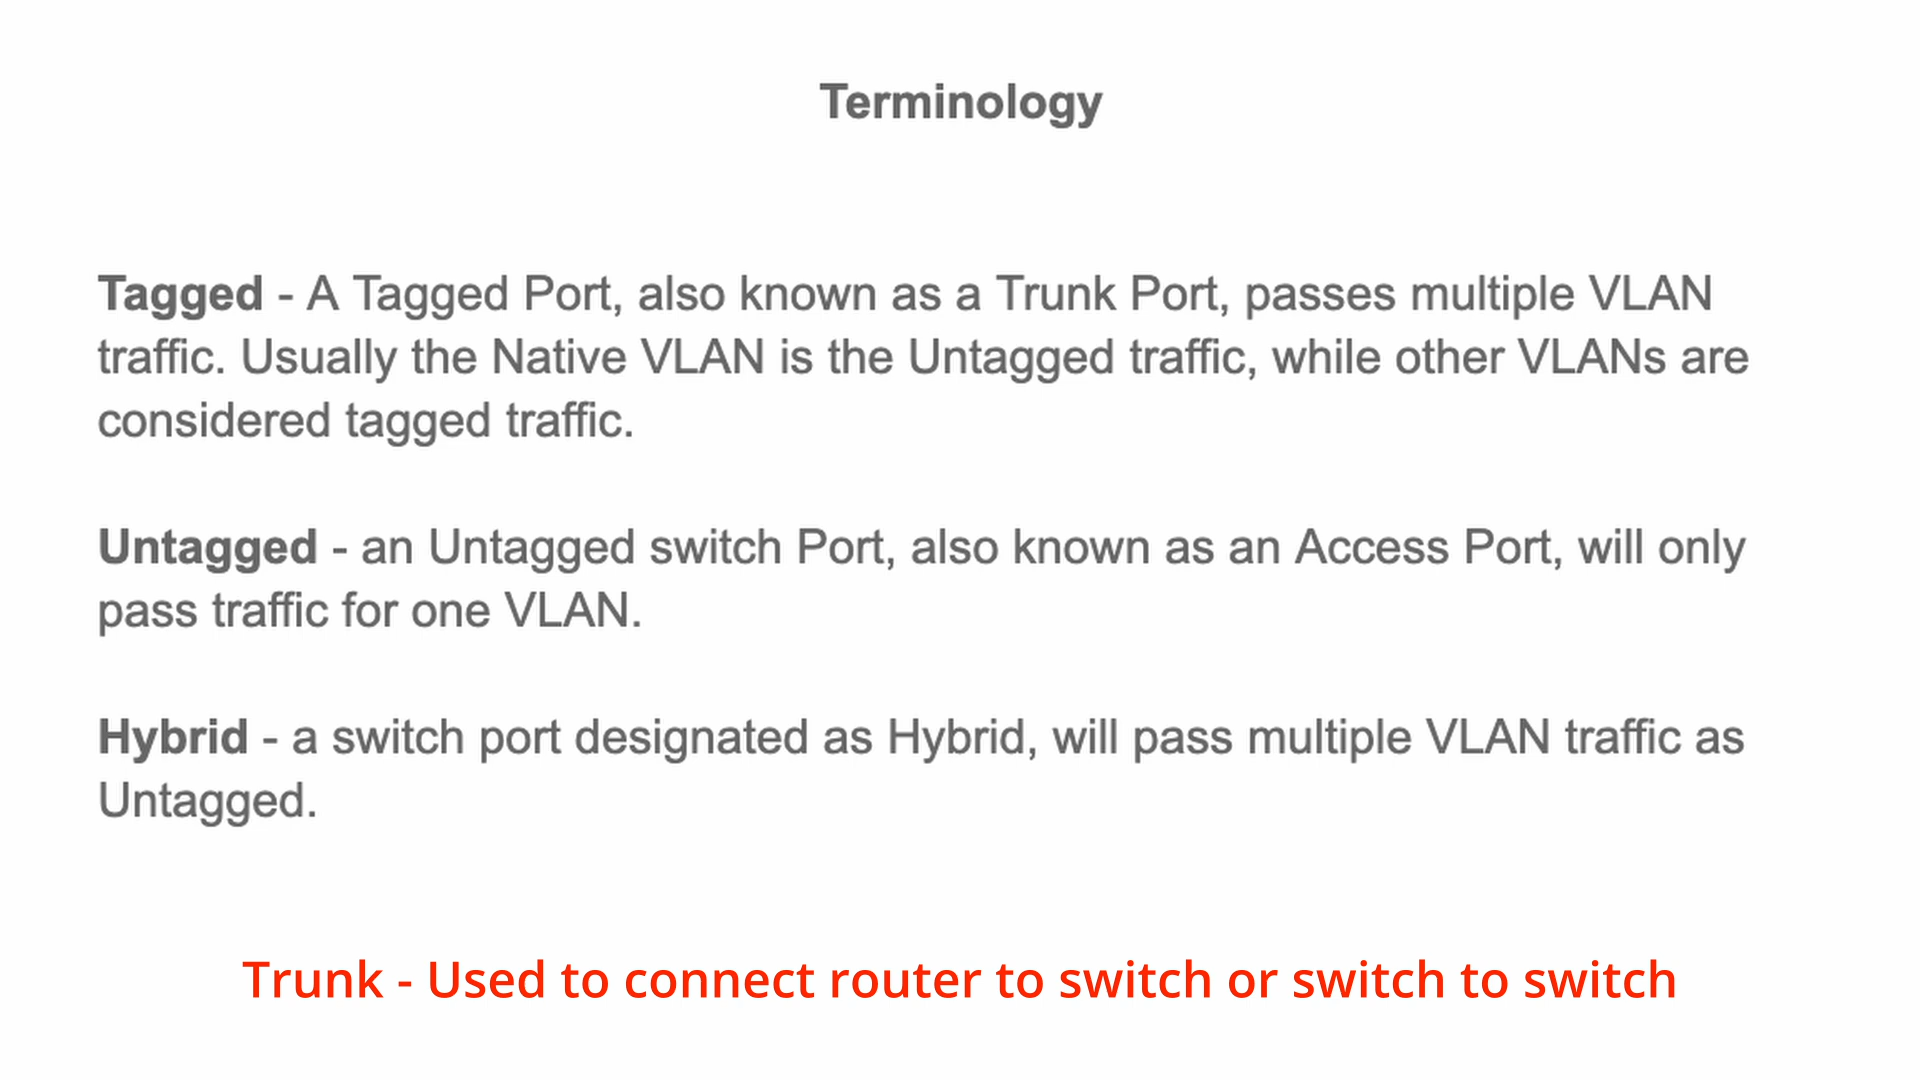 Terminology
Tagged - A Tagged Port, also known as a Trunk Port, passes multiple VLAN
traffic. Usually the Native VLAN is the Untagged traffic, while other VLANs are
considered tagged traffic.
Untagged - an Untagged switch Port, also known as an Access Port, will only
pass traffic for one VLAN.
Hybrid - a switch port designated as Hybrid, will pass multiple VLAN traffic as
Untagged.
Trunk - Used to connect router to switch or switch to switch